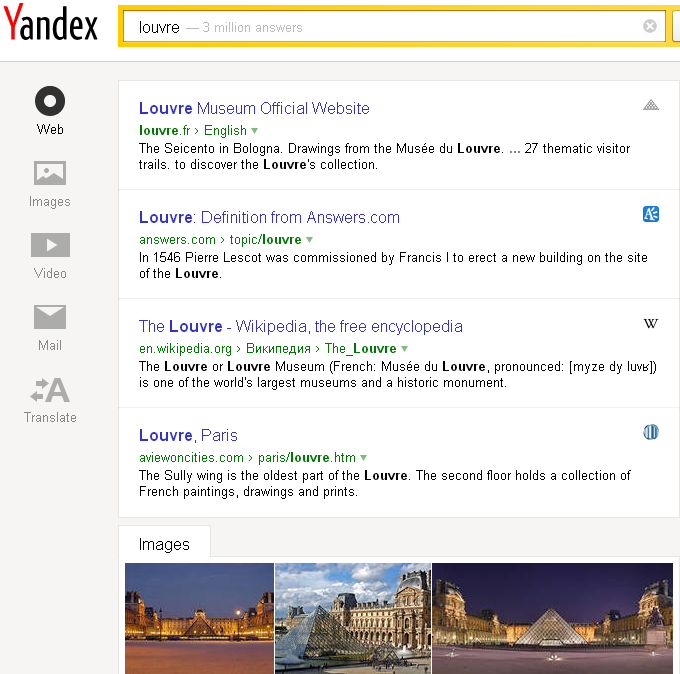 Yandex
louvre — 3 million answers
Web
Images
Video
Mail
Translate
Louvre Museum Official Website
louvre.fr › English
The Seicento in Bologna. Drawings from the Musée du Louvre. ... 27 thematic visitor
trails. to discover the Louvre's collection.
Louvre: Definition from Answers.com
answers.com › topic/louvre
In 1546 Pierre Lescot was commissioned by Francis I to erect a new building on the site
of the Louvre.
The Louvre - Wikipedia, the free encyclopedia
W
en.wikipedia.org › Википедия › The_Louvre
The Louvre or Louvre Museum (French: Musée du Louvre, pronounced: [myze dy luvʁ])
is one of the world's largest museums and a historic monument.
Louvre, Paris
aviewoncities.com › paris/louvre.htm
The Sully wing is the oldest part of the Louvre. The second floor holds a collection of
French paintings, drawings and prints.
Images